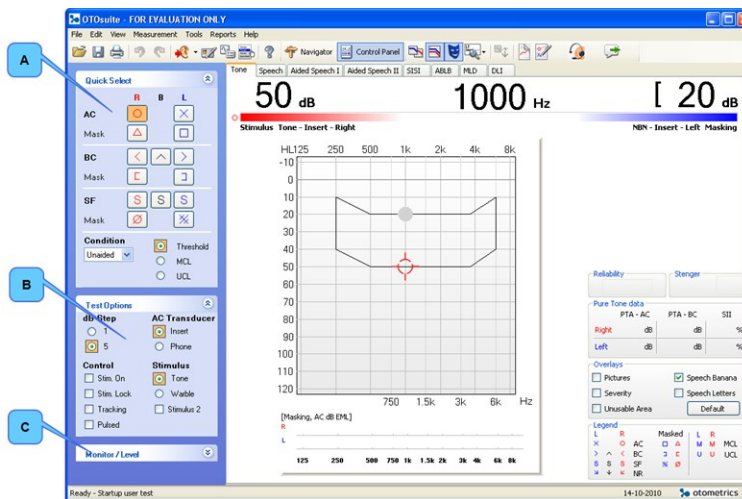 OTOsuite - FOR EVALUATION ONLY
File Edit View Measurement Tools Reports Help
Navigator Control Panel
A
B
C
Quick Select
R B L
AC
Mask
BC
Mask
SF S S S
Mask
Condition
Unaided
Threshold
MCL
UCL
Test Options
dB Step AC Transducer
1 Insert
5 Phone
Control Stimulus
Stim. On Tone
Stim. Lock Warble
Tracking Stimulus 2
Pulsed
Monitor / Level
Tone Speech Aided Speech I Aided Speech II SISI ABLB MLD DLI
50 dB 1000 Hz [ 20 dB
Stimulus Tone - Insert - Right NBN - Insert - Left Masking
HL 125 250 500 1k 2k 4k 8k
-10
0
10
20
30
40
50
60
70
80
90
100
110
120
750 1.5k 3k 6k Hz
[Masking, AC dB EML]
R
L
125 250 500 750 1k 1.5k 2k 3k 4k 6k 8k
Reliability Stenger
Pure Tone data
PTA - AC PTA - BC SII
Right dB dB %
Left dB dB %
Overlays
Pictures Speech Banana
Severity Speech Letters
Unusable Area Default
Legend
L R Masked L R
AC M M MCL
BC U U UCL
S S SF
NR
Ready - Startup user test 14-10-2010 otometrics